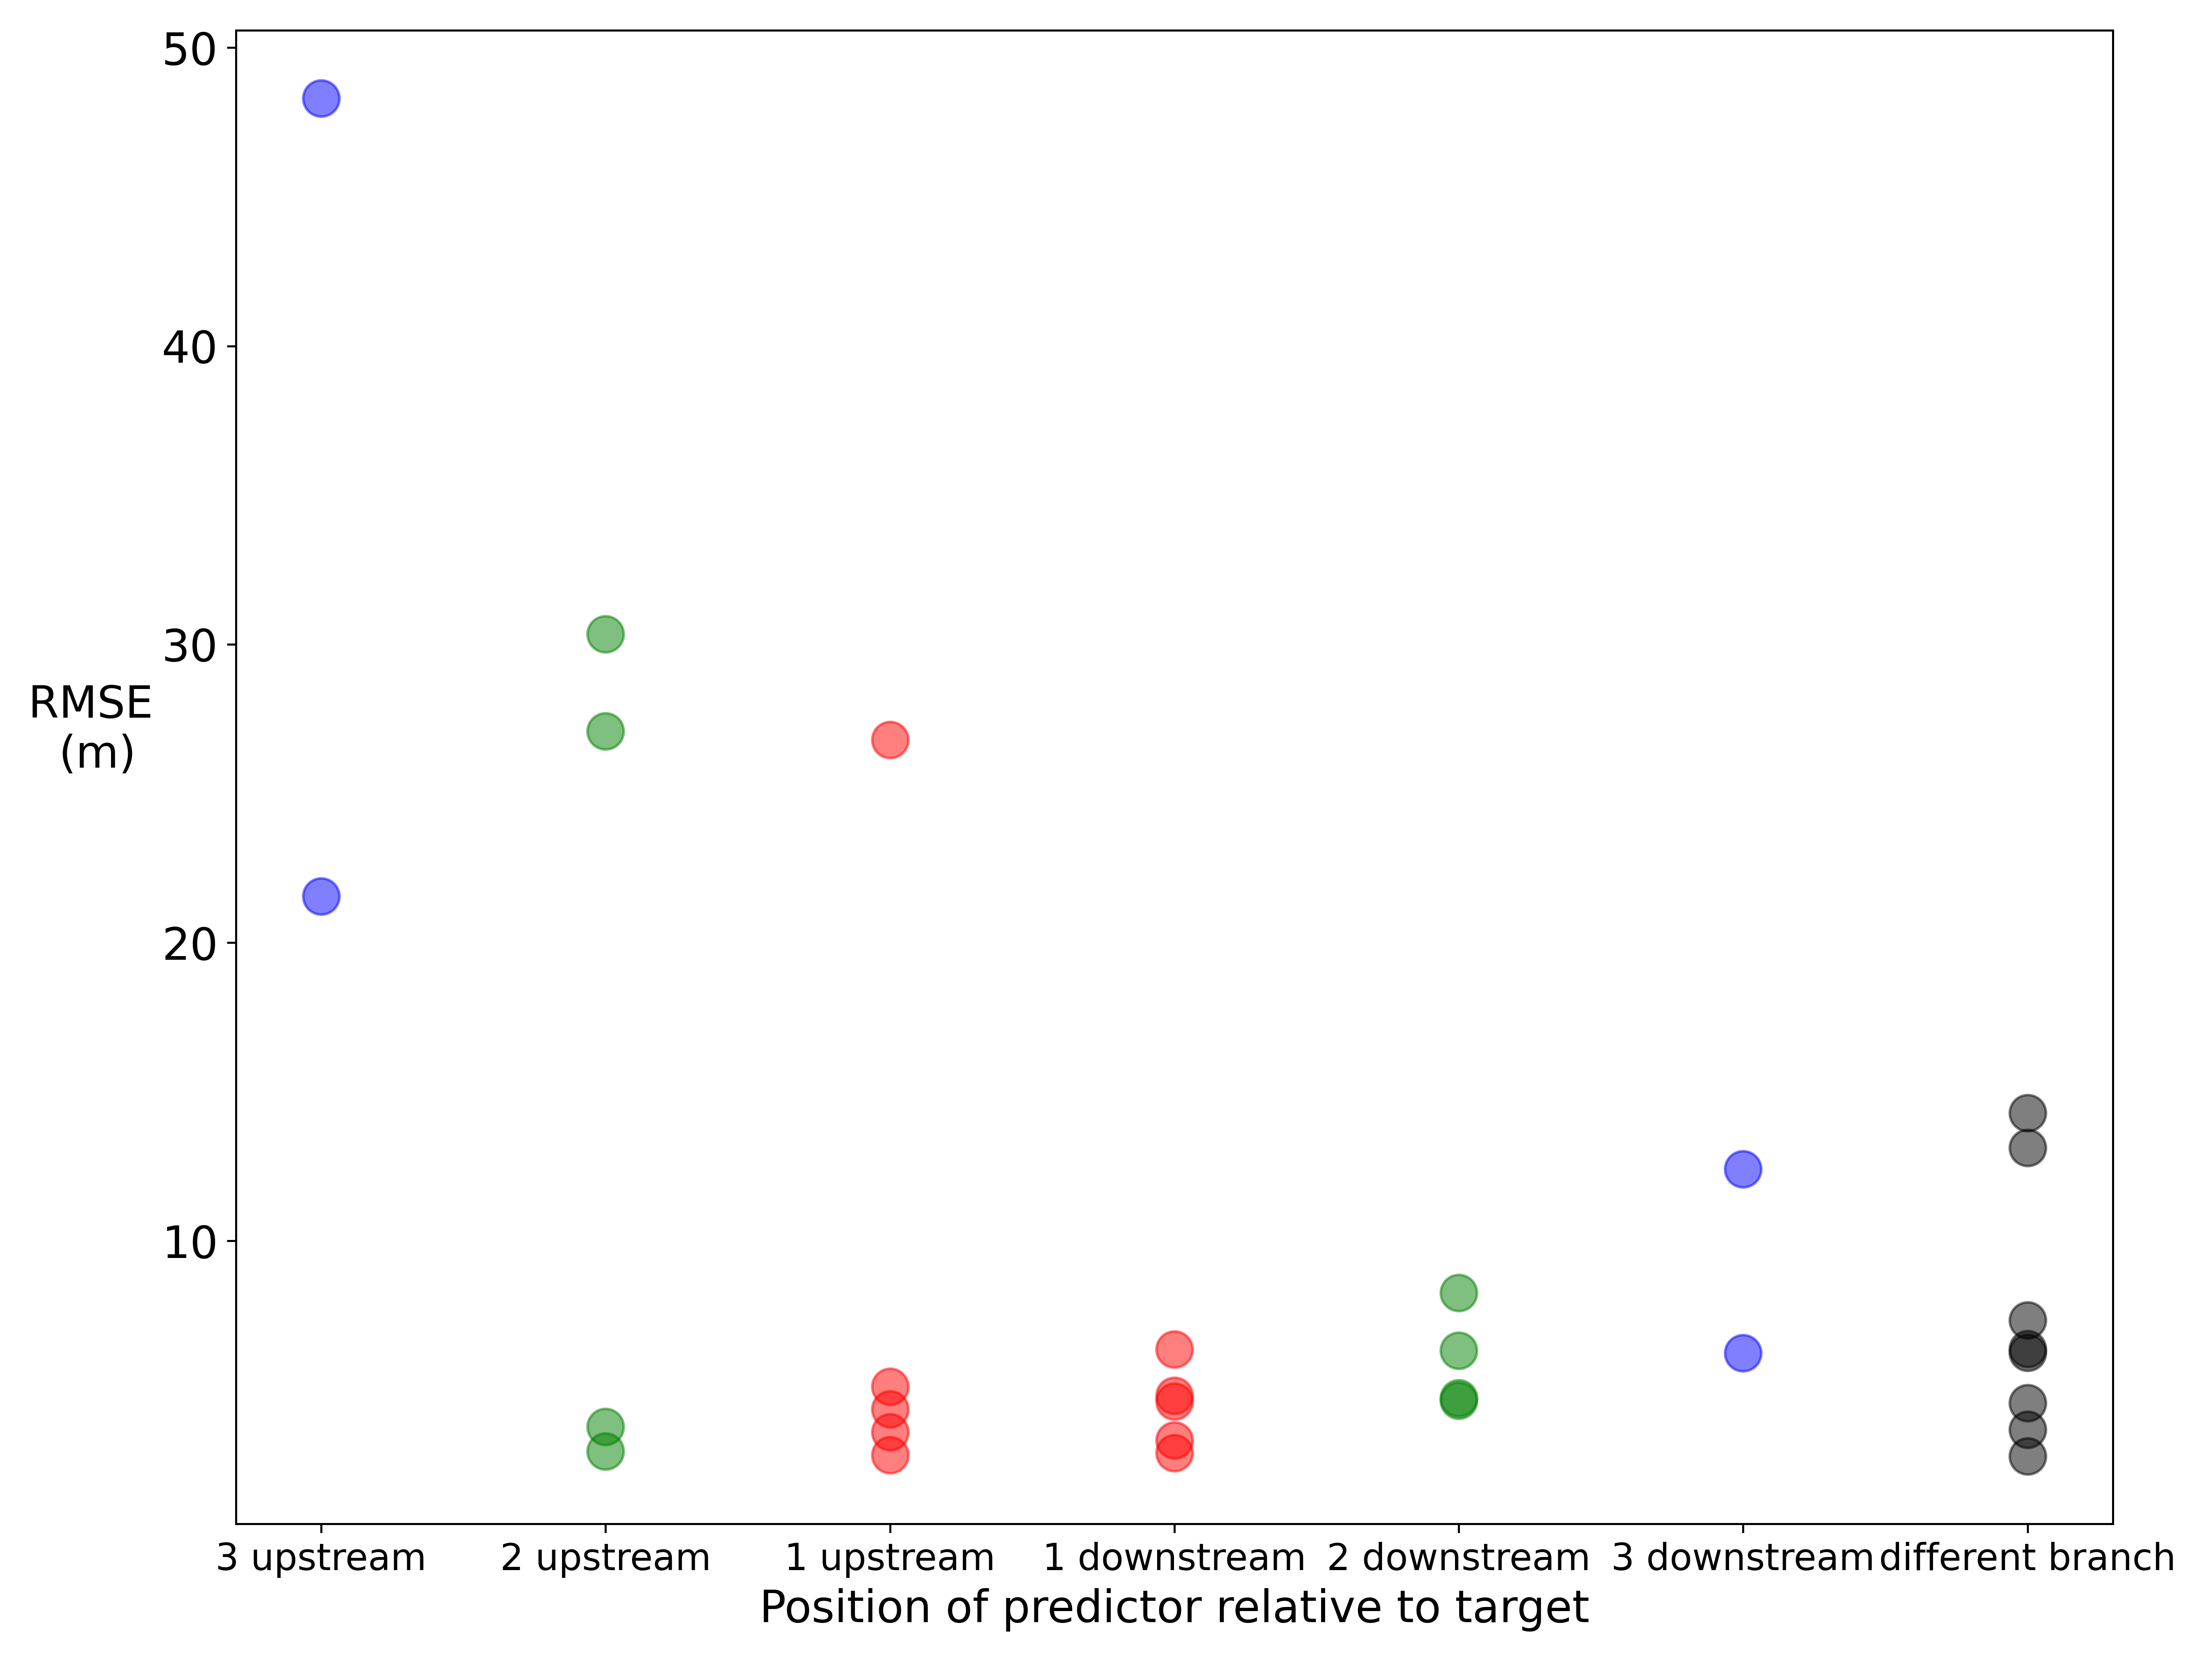 50
40
30
20
10
RMSE
(m)
3 upstream
2 upstream
1 upstream
1 downstream
2 downstream
3 downstream
different branch
Position of predictor relative to target